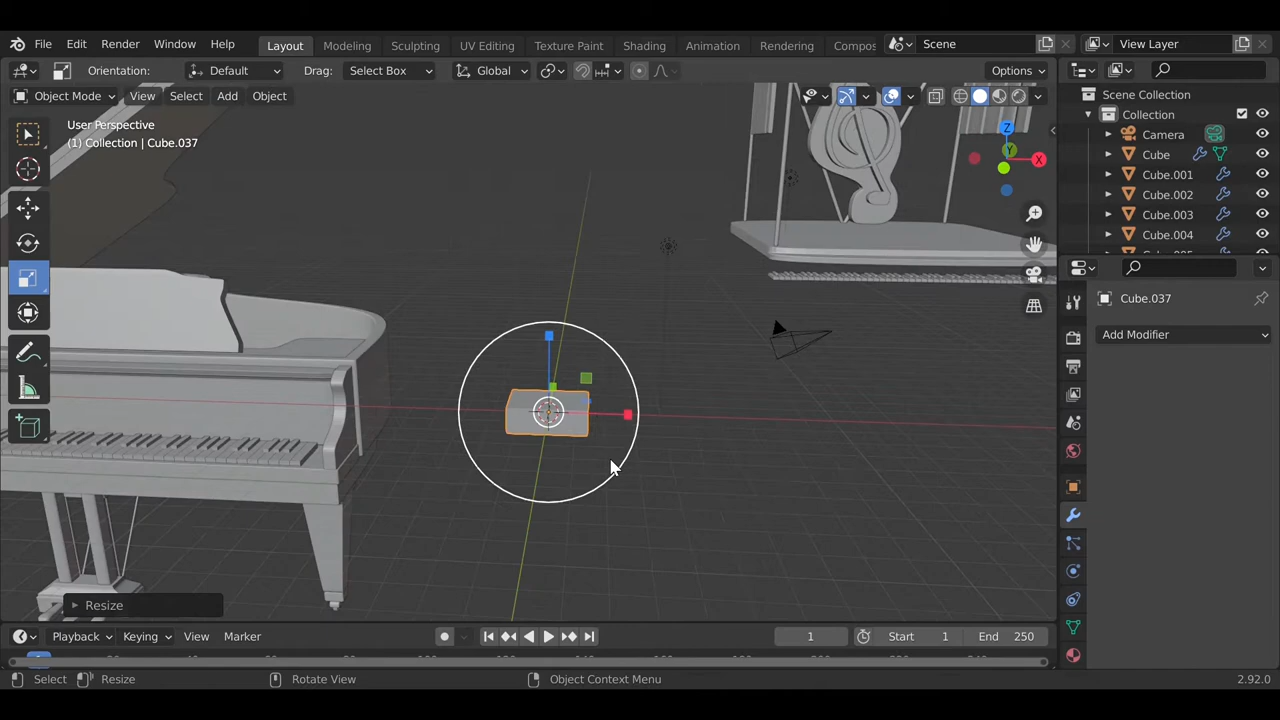 File Edit Render Window Help Layout Modeling Sculpting UV Editing Texture Paint Shading Animation Rendering Compos Scene View Layer
Orientation: Default Drag: Select Box Global Options
Object Mode View Select Add Object
User Perspective
(1) Collection | Cube.037
Z
Y
X
Scene Collection
Collection
Camera
Cube
Cube.001
Cube.002
Cube.003
Cube.004
Cube.037
Add Modifier
Resize
Playback Keying View Marker 1 Start 1 End 250
Select Resize Rotate View Object Context Menu 2.92.0